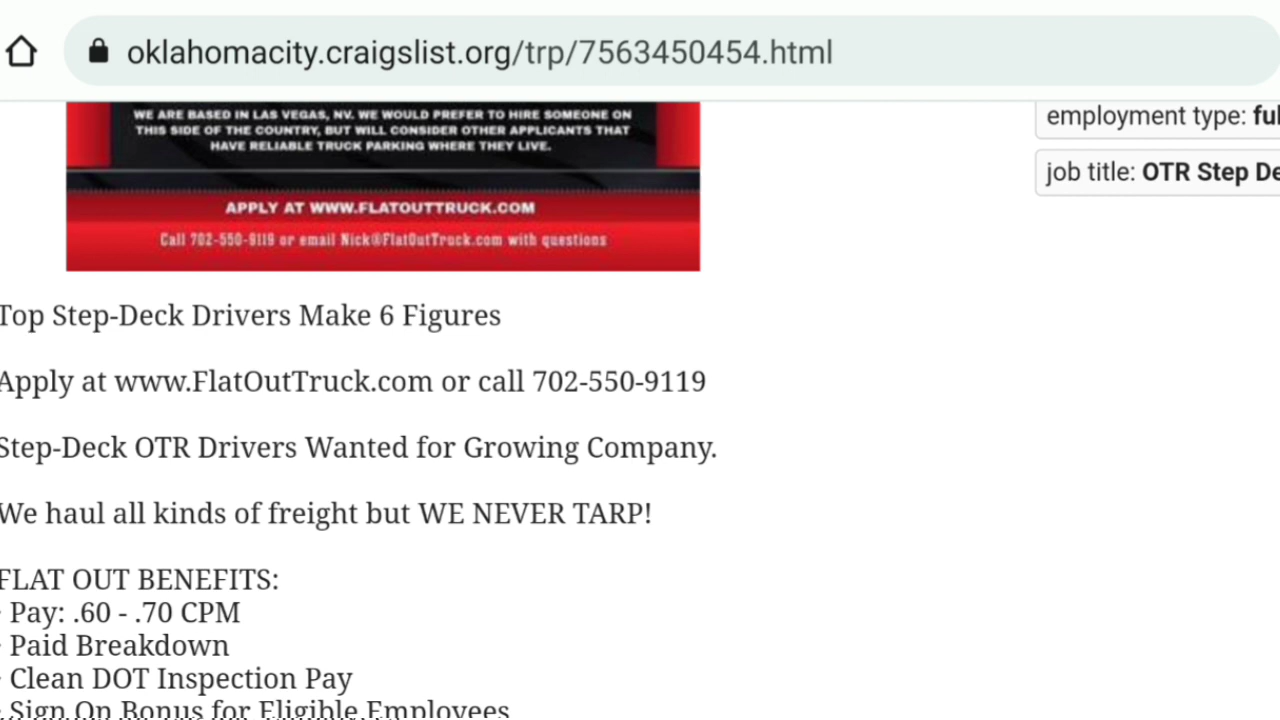 oklahomacity.craigslist.org/trp/7563450454.html
WE ARE BASED IN LAS VEGAS, NV. WE WOULD PREFER TO HIRE SOMEONE ON
THIS SIDE OF THE COUNTRY, BUT WILL CONSIDER OTHER APPLICANTS THAT
HAVE RELIABLE TRUCK PARKING WHERE THEY LIVE.
APPLY AT WWW.FLATOUTTRUCK.COM
Call 702-550-9119 or email Nick@FlatOutTruck.com with questions
employment type: ful
job title: OTR Step De
Top Step-Deck Drivers Make 6 Figures
Apply at www.FlatOutTruck.com or call 702-550-9119
Step-Deck OTR Drivers Wanted for Growing Company.
We haul all kinds of freight but WE NEVER TARP!
FLAT OUT BENEFITS:
· Pay: .60 - .70 CPM
· Paid Breakdown
· Clean DOT Inspection Pay
· Sign On Bonus for Eligible Employees